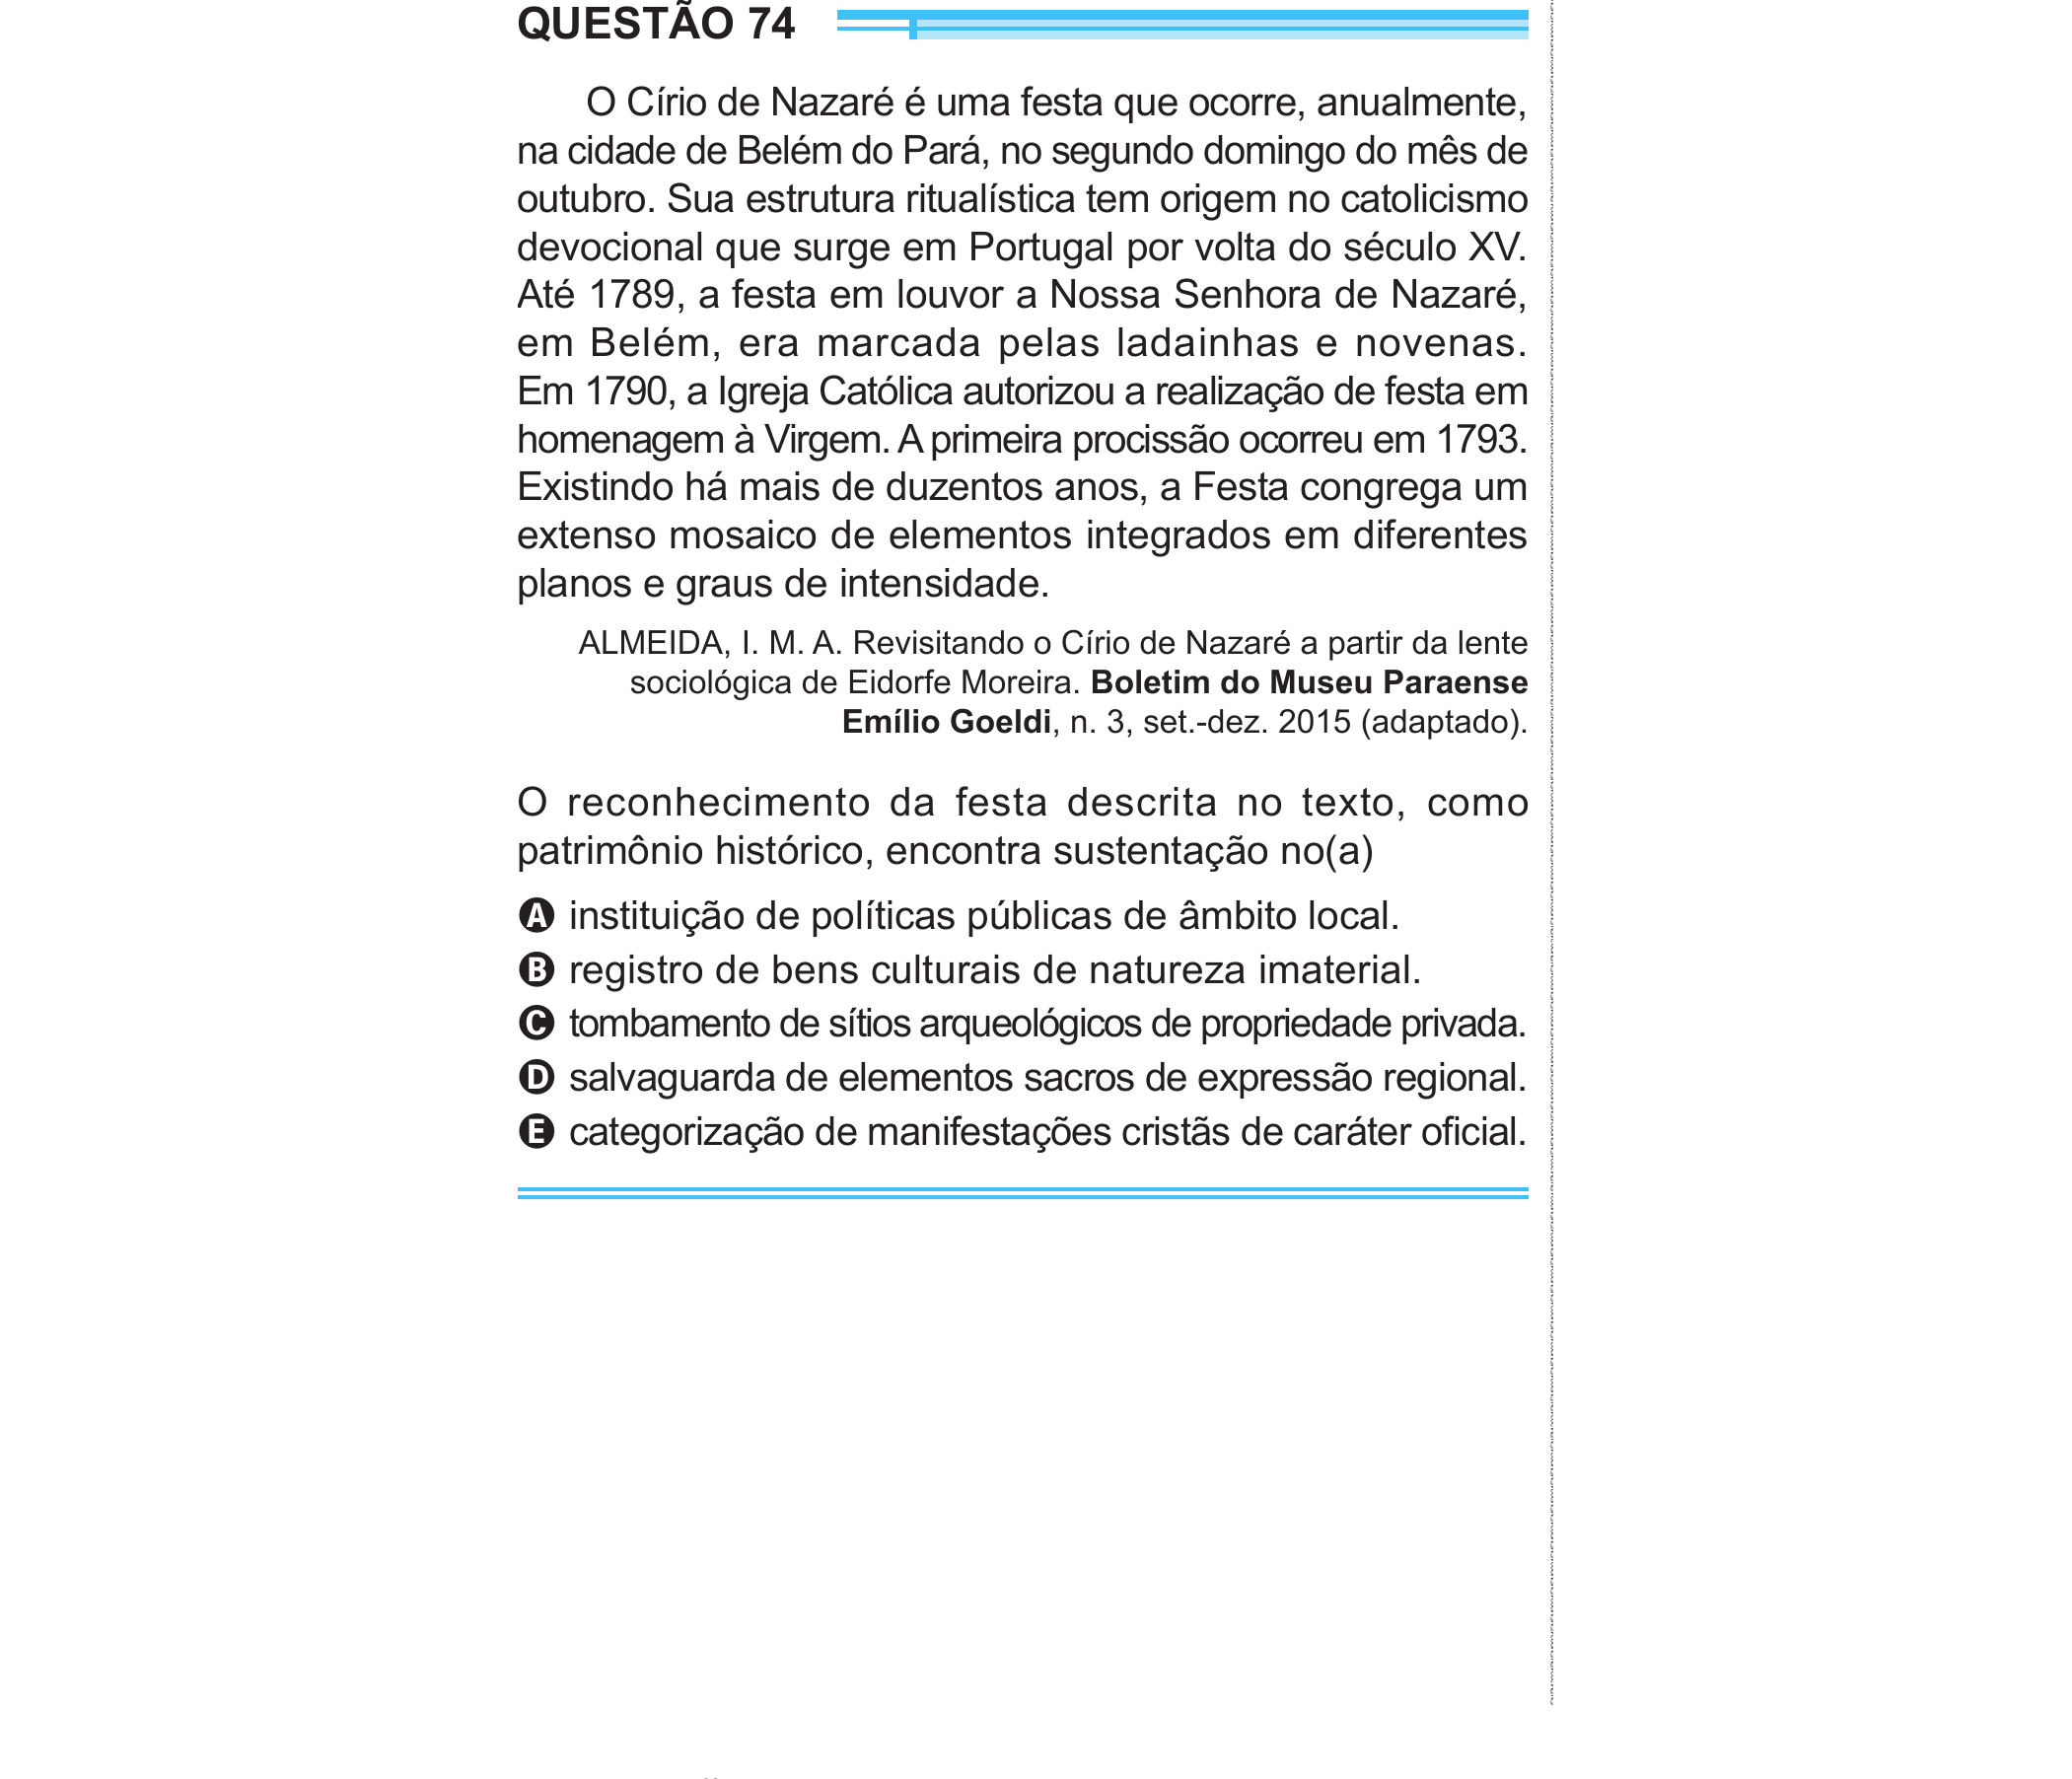 QUESTÃO 74
O Círio de Nazaré é uma festa que ocorre, anualmente,
na cidade de Belém do Pará, no segundo domingo do mês de
outubro. Sua estrutura ritualística tem origem no catolicismo
devocional que surge em Portugal por volta do século XV.
Até 1789, a festa em louvor a Nossa Senhora de Nazaré,
em Belém, era marcada pelas ladainhas e novenas.
Em 1790, a Igreja Católica autorizou a realização de festa em
homenagem à Virgem. A primeira procissão ocorreu em 1793.
Existindo há mais de duzentos anos, a Festa congrega um
extenso mosaico de elementos integrados em diferentes
planos e graus de intensidade.
ALMEIDA, I. M. A. Revisitando o Círio de Nazaré a partir da lente
sociológica de Eidorfe Moreira. Boletim do Museu Paraense
Emílio Goeldi, n. 3, set.-dez. 2015 (adaptado).
O reconhecimento da festa descrita no texto, como
patrimônio histórico, encontra sustentação no(a)
A instituição de políticas públicas de âmbito local.
B registro de bens culturais de natureza imaterial.
C tombamento de sítios arqueológicos de propriedade privada.
D salvaguarda de elementos sacros de expressão regional.
E categorização de manifestações cristãs de caráter oficial.